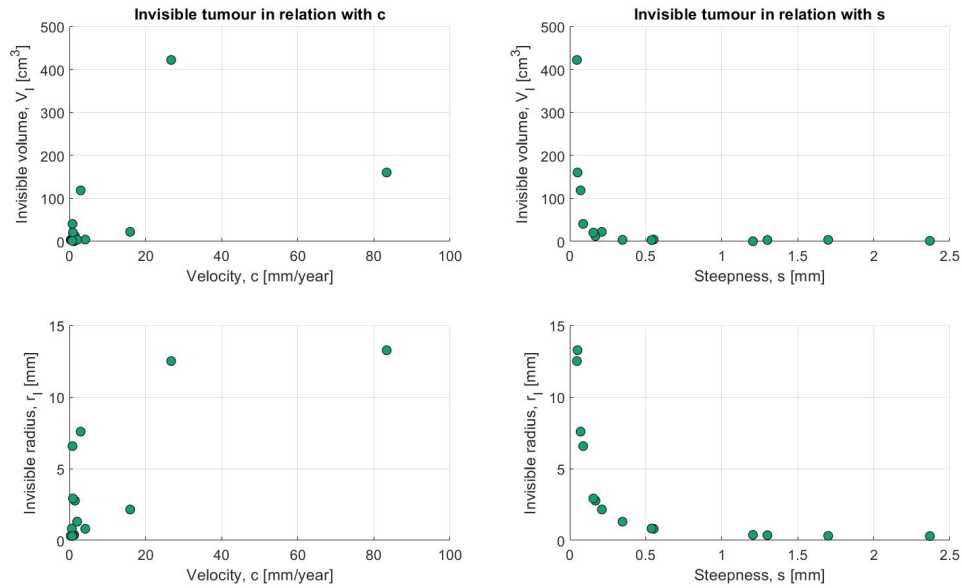 Invisible tumour in relation with c
500
400
300
200
100
0
Invisible volume, V_I [cm^3]
0 20 40 60 80 100
Velocity, c [mm/year]
Invisible tumour in relation with s
500
400
300
200
100
0
Invisible volume, V_I [cm^3]
0 0.5 1 1.5 2 2.5
Steepness, s [mm]
15
10
5
0
Invisible radius, r_I [mm]
0 20 40 60 80 100
Velocity, c [mm/year]
15
10
5
0
Invisible radius, r_I [mm]
0 0.5 1 1.5 2 2.5
Steepness, s [mm]